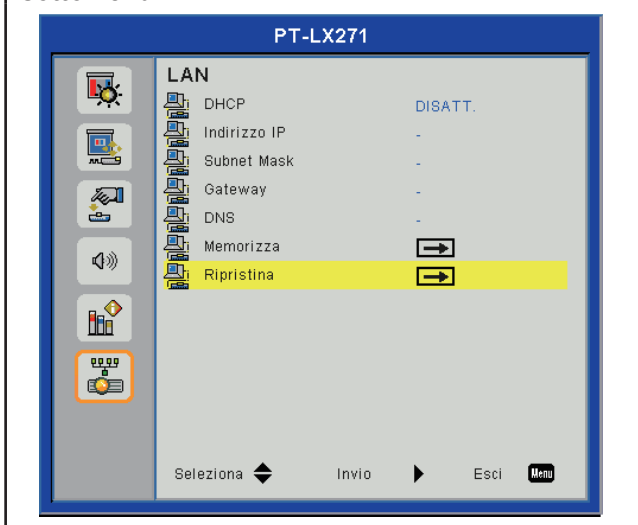 PT-LX271
LAN
DHCP DISATT.
Indirizzo IP -
Subnet Mask -
Gateway -
DNS -
Memorizza
Ripristina
Seleziona Invio Esci Menu